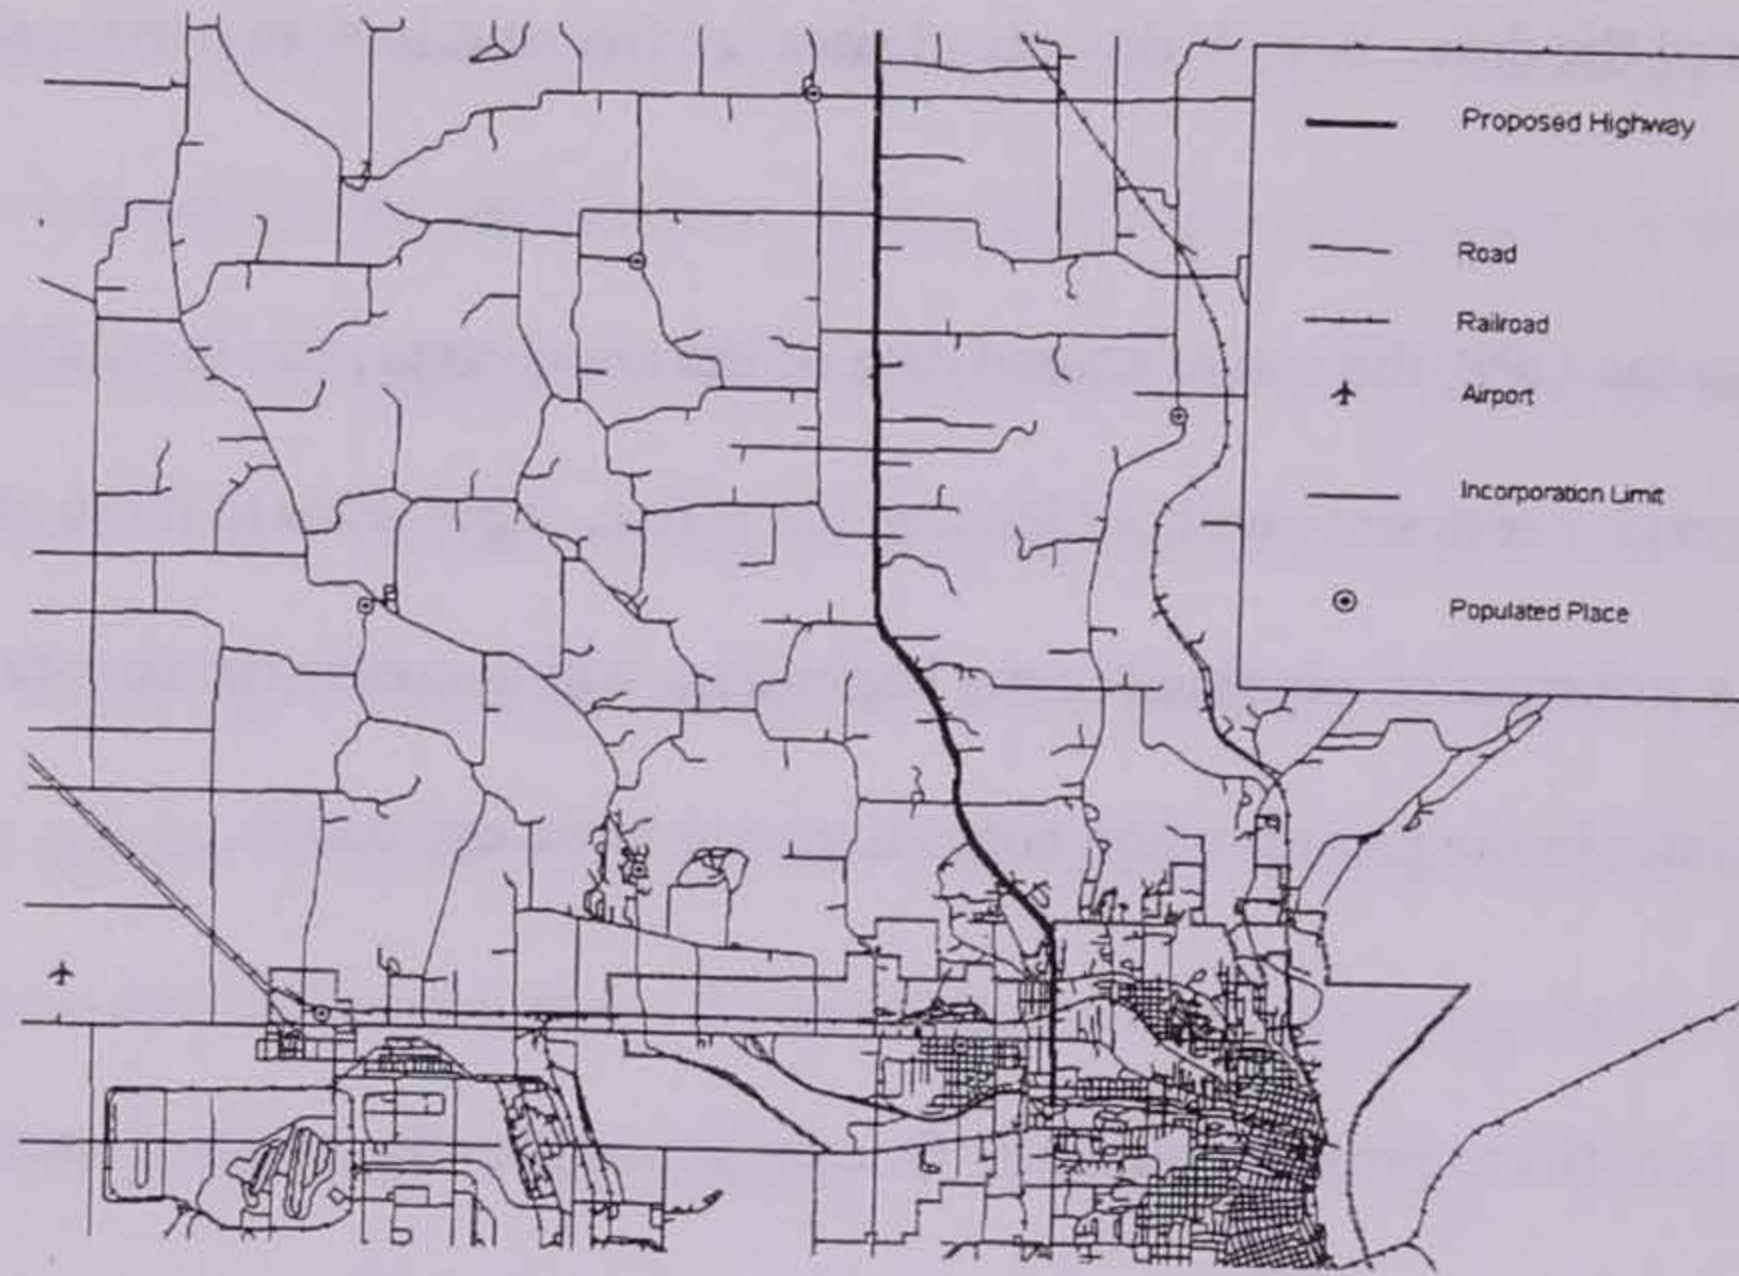 Proposed Highway
Road
Railroad
Airport
Incorporation Limit
Populated Place